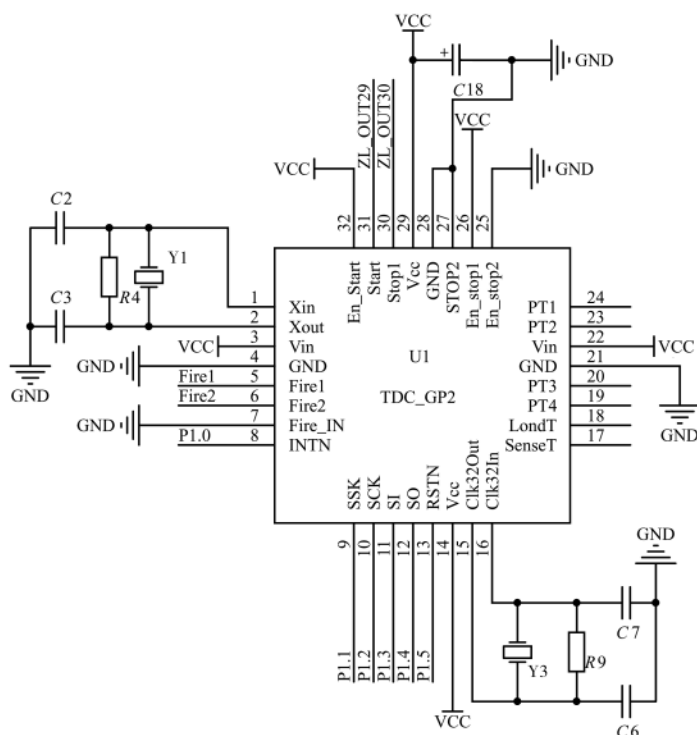 VCC
+
GND
C18
VCC
ZL_OUT29
ZL_OUT30
VCC
GND
32
31
30
29
28
27
26
25
C2
Y1
R4
C3
GND
En_Start
Start
Stop1
Vcc
GND
STOP2
En_stop1
En_stop2
1 Xin
2 Xout
VCC 3 Vin
GND 4 GND
Fire1 5 Fire1
Fire2 6 Fire2
GND 7 Fire_IN
P1.0 8 INTN
U1
TDC_GP2
PT1 24
PT2 23
Vin 22 VCC
GND 21
PT3 20
PT4 19
LondT 18
SenseT 17
GND
SSK
SCK
SI
SO
RSTN
Vcc
Clk32Out
Clk32In
9
10
11
12
13
14
15
16
P1.1
P1.2
P1.3
P1.4
P1.5
VCC
GND
C7
Y3
R9
C6